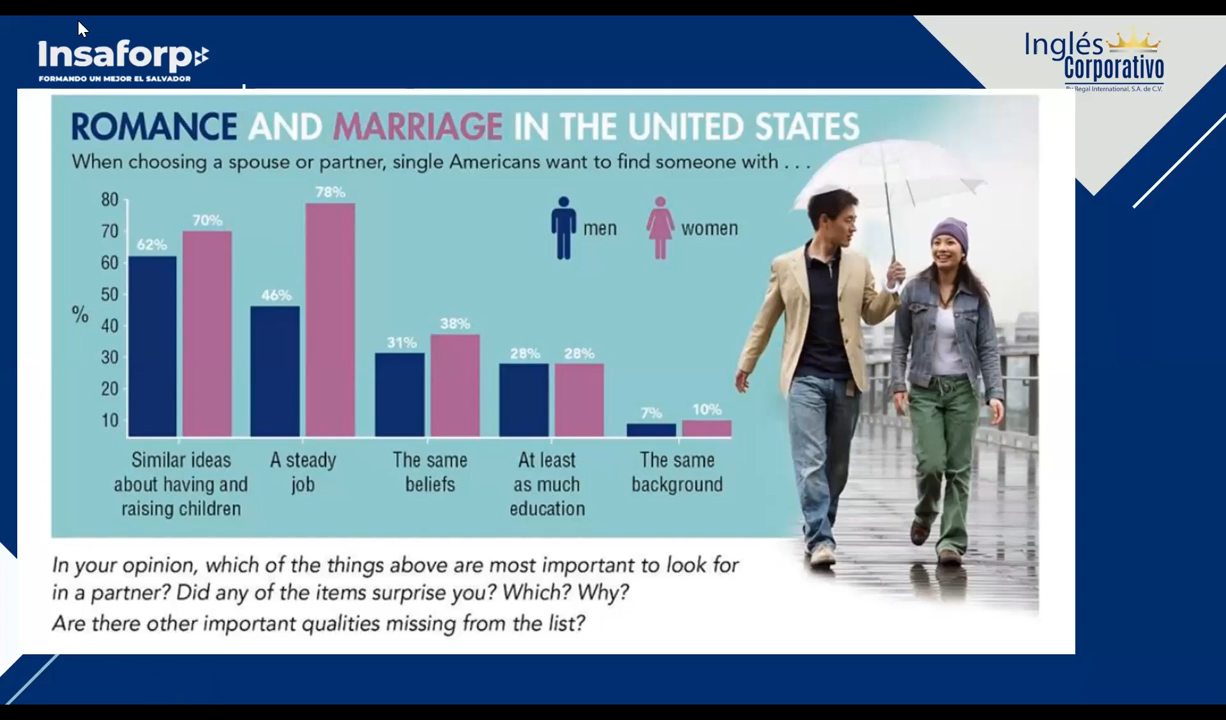 Insaforp
FORMANDO UN MEJOR EL SALVADOR
Inglés
Corporativo
Regal International, S.A. de C.V.
ROMANCE AND MARRIAGE IN THE UNITED STATES
When choosing a spouse or partner, single Americans want to find someone with . . .
%
80
70
60
50
40
30
20
10
62%
70%
46%
78%
31%
38%
28%
28%
7%
10%
men
women
Similar ideas
about having and
raising children
A steady
job
The same
beliefs
At least
as much
education
The same
background
In your opinion, which of the things above are most important to look for
in a partner? Did any of the items surprise you? Which? Why?
Are there other important qualities missing from the list?